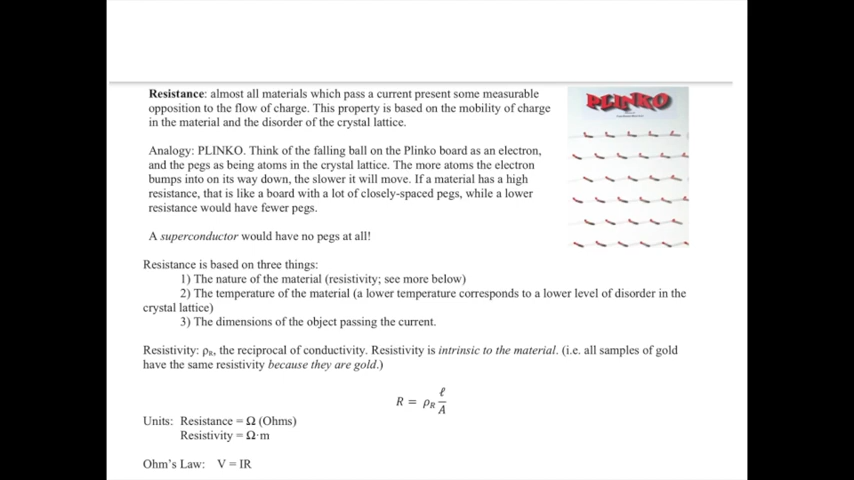 Resistance: almost all materials which pass a current present some measurable
opposition to the flow of charge. This property is based on the mobility of charge
in the material and the disorder of the crystal lattice.
PLINKO
Analogy: PLINKO. Think of the falling ball on the Plinko board as an electron,
and the pegs as being atoms in the crystal lattice. The more atoms the electron
bumps into on its way down, the slower it will move. If a material has a high
resistance, that is like a board with a lot of closely-spaced pegs, while a lower
resistance would have fewer pegs.
A superconductor would have no pegs at all!
Resistance is based on three things:
1) The nature of the material (resistivity; see more below)
2) The temperature of the material (a lower temperature corresponds to a lower level of disorder in the
crystal lattice)
3) The dimensions of the object passing the current.
Resistivity: ρR, the reciprocal of conductivity. Resistivity is intrinsic to the material. (i.e. all samples of gold
have the same resistivity because they are gold.)
R = ρR ℓ/A
Units: Resistance = Ω (Ohms)
Resistivity = Ω·m
Ohm's Law: V = IR